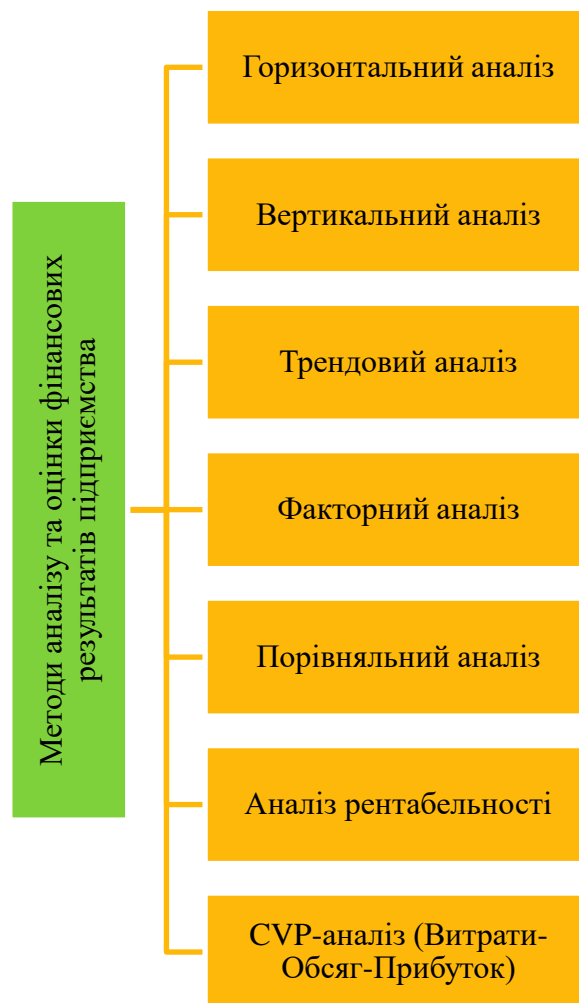 Методи аналізу та оцінки фінансових
результатів підприємства
Горизонтальний аналіз
Вертикальний аналіз
Трендовий аналіз
Факторний аналіз
Порівняльний аналіз
Аналіз рентабельності
CVP-аналіз (Витрати-
Обсяг-Прибуток)